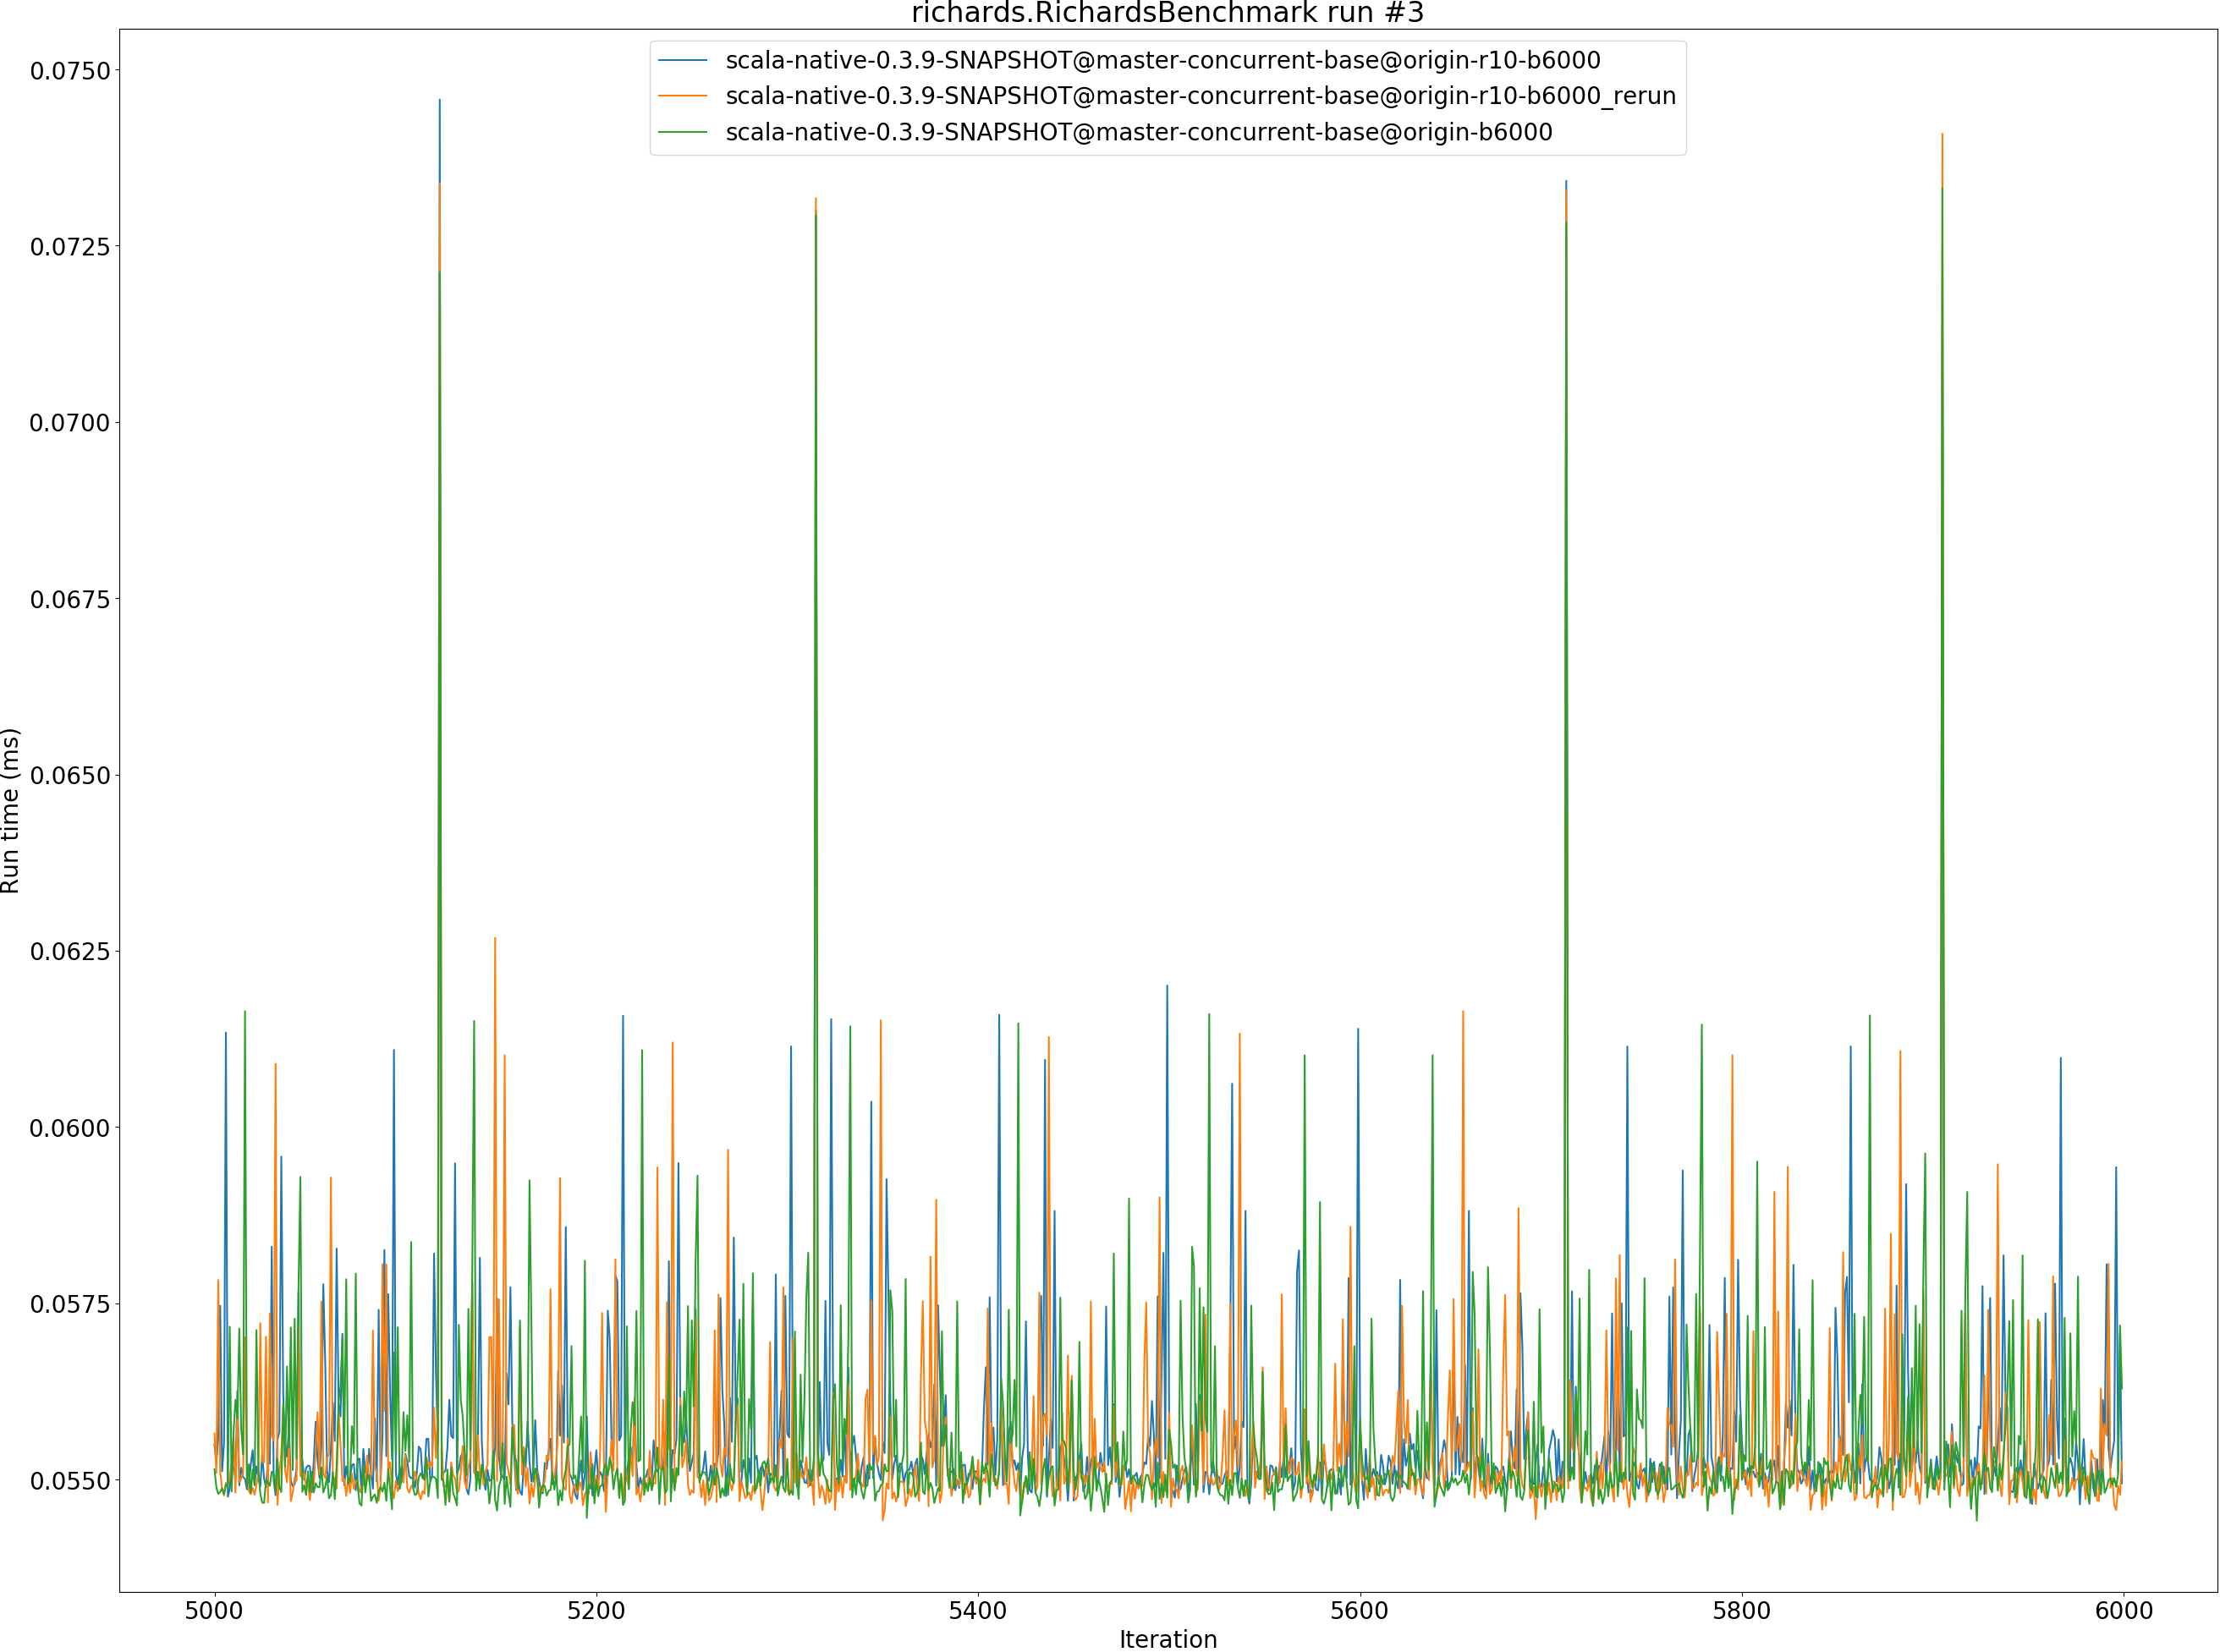 richards.RichardsBenchmark run #3
scala-native-0.3.9-SNAPSHOT@master-concurrent-base@origin-r10-b6000
scala-native-0.3.9-SNAPSHOT@master-concurrent-base@origin-r10-b6000_rerun
scala-native-0.3.9-SNAPSHOT@master-concurrent-base@origin-b6000
0.0750
0.0725
0.0700
0.0675
0.0650
0.0625
0.0600
0.0575
0.0550
Run time (ms)
5000 5200 5400 5600 5800 6000
Iteration